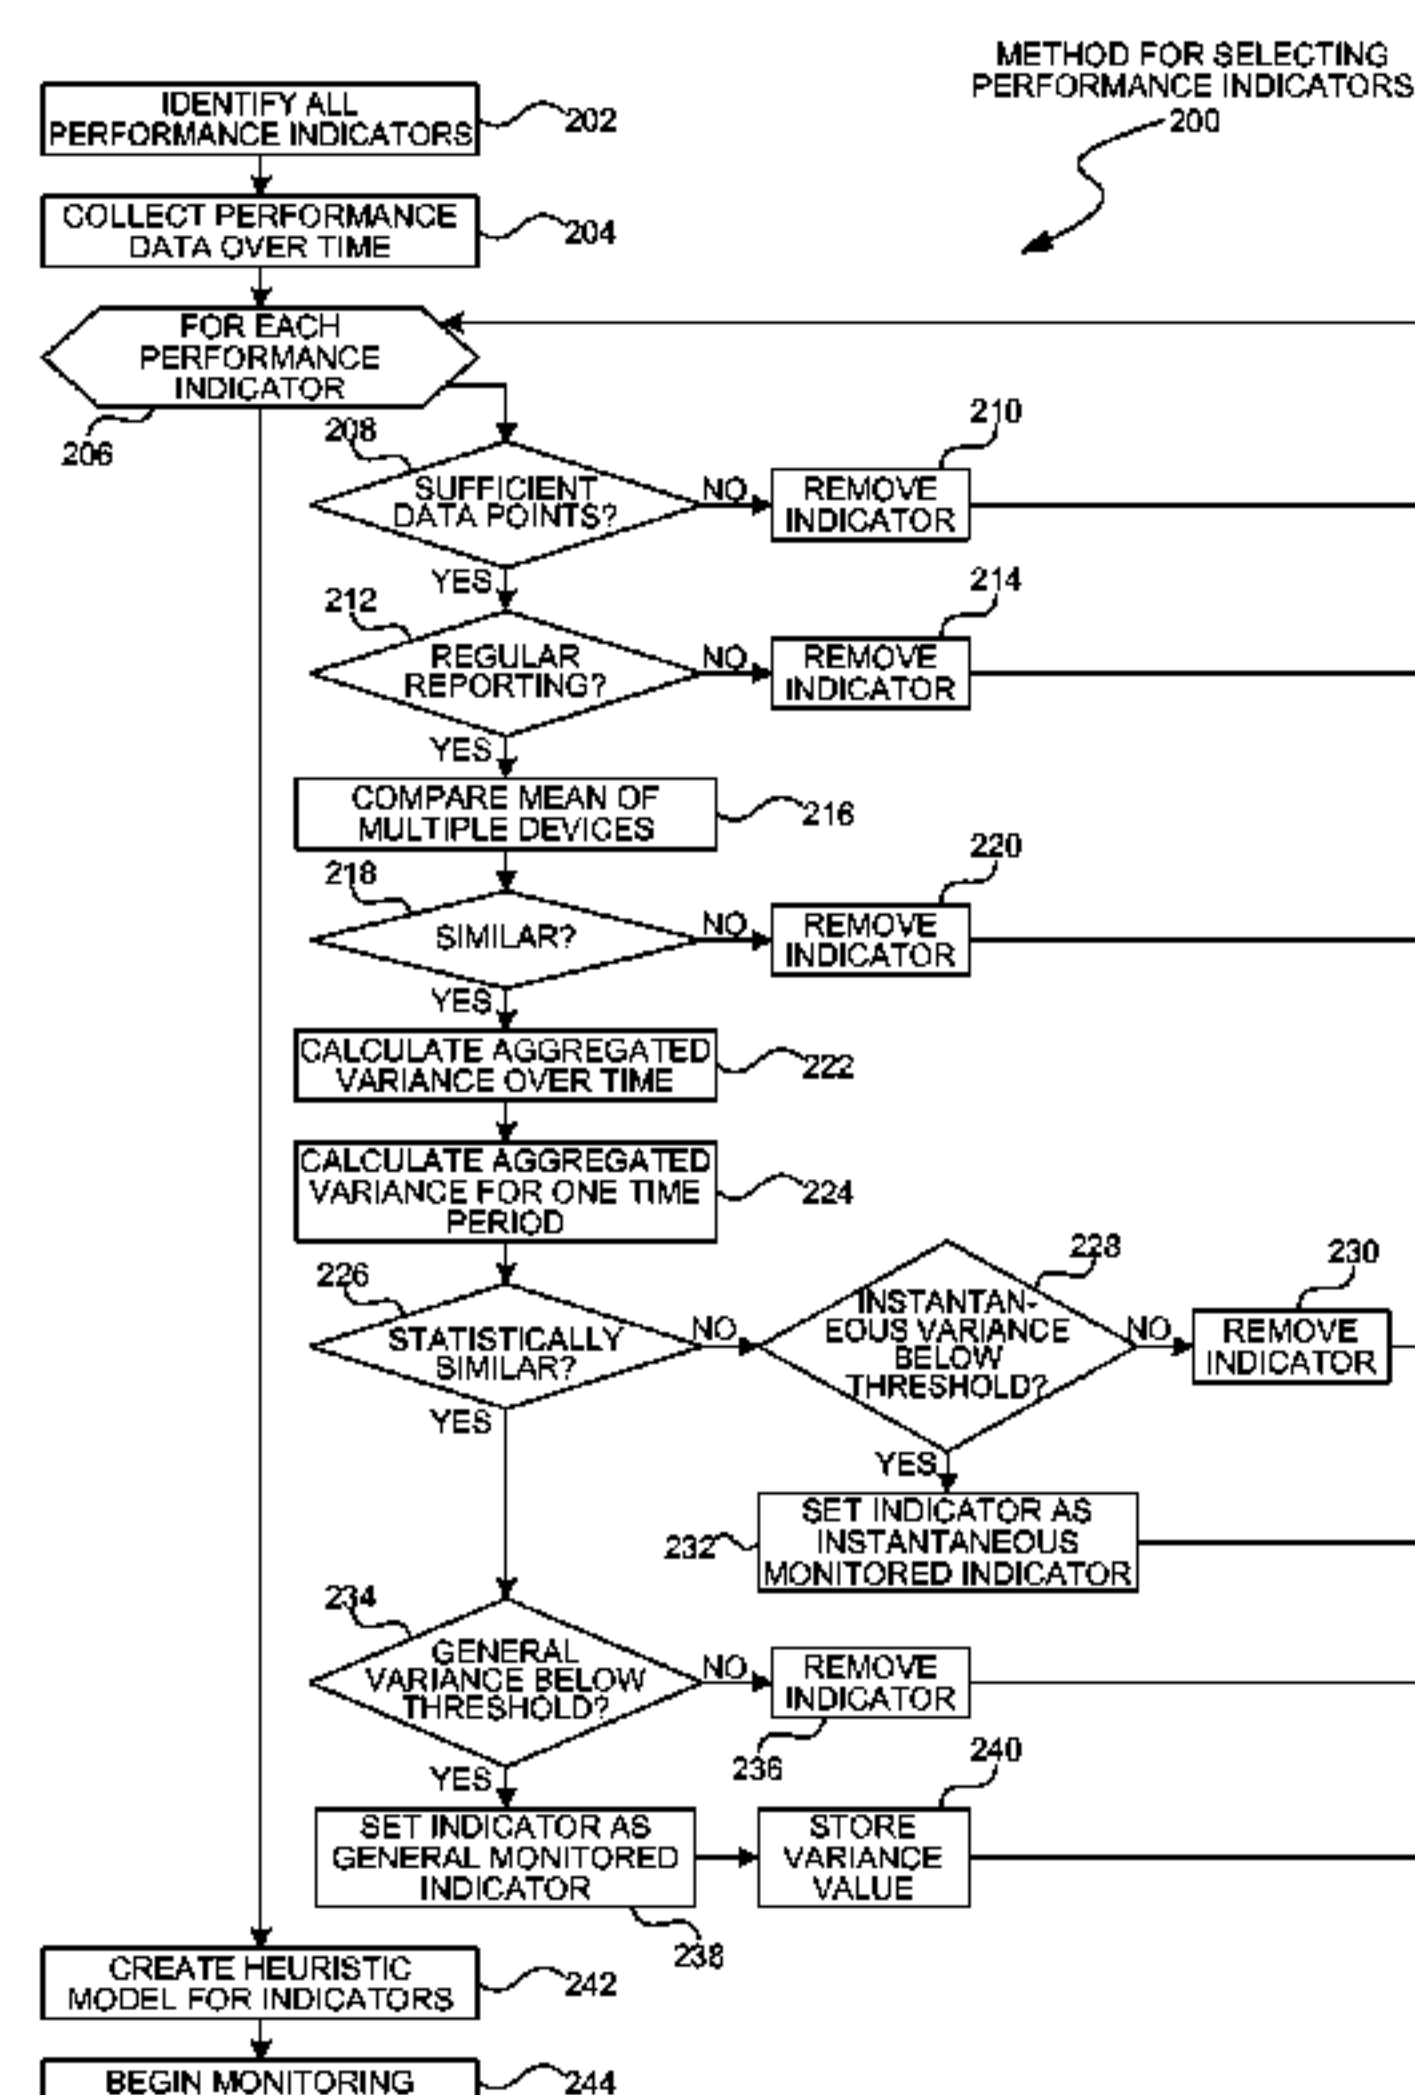 METHOD FOR SELECTING
PERFORMANCE INDICATORS
200
IDENTIFY ALL
PERFORMANCE INDICATORS
202
COLLECT PERFORMANCE
DATA OVER TIME
204
FOR EACH
PERFORMANCE
INDICATOR
206
208
SUFFICIENT
DATA POINTS?
NO
REMOVE
INDICATOR
210
YES
212
REGULAR
REPORTING?
NO
REMOVE
INDICATOR
214
YES
COMPARE MEAN OF
MULTIPLE DEVICES
216
218
SIMILAR?
NO
REMOVE
INDICATOR
220
YES
CALCULATE AGGREGATED
VARIANCE OVER TIME
222
CALCULATE AGGREGATED
VARIANCE FOR ONE TIME
PERIOD
224
226
STATISTICALLY
SIMILAR?
NO
228
INSTANTAN-
EOUS VARIANCE
BELOW
THRESHOLD?
NO
230
REMOVE
INDICATOR
YES
YES
232
SET INDICATOR AS
INSTANTANEOUS
MONITORED INDICATOR
234
GENERAL
VARIANCE BELOW
THRESHOLD?
NO
REMOVE
INDICATOR
236
YES
SET INDICATOR AS
GENERAL MONITORED
INDICATOR
238
240
STORE
VARIANCE
VALUE
CREATE HEURISTIC
MODEL FOR INDICATORS
242
BEGIN MONITORING
244